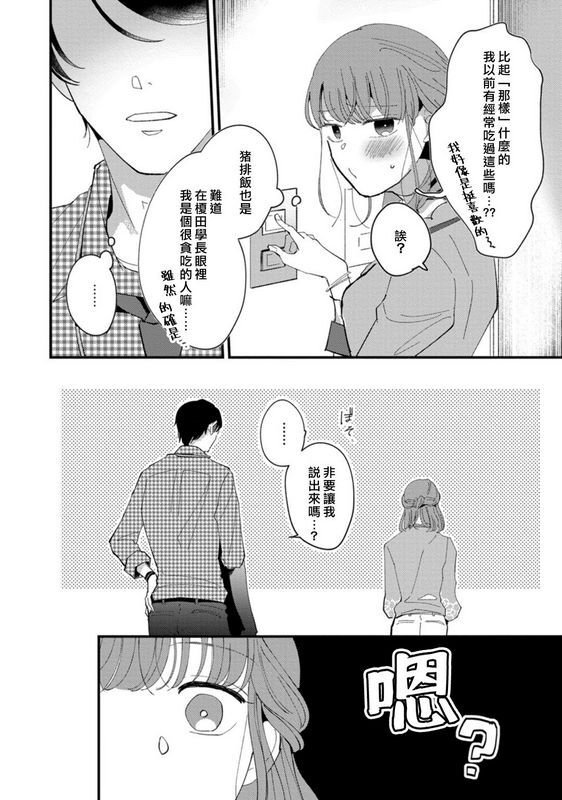 比起「那樣」什麼的
我以前有經常吃過這些嗎…??
我好像是挺喜歡的～
誒?
豬排飯也是
難道
在榎田學長眼裡
我是個很貪吃的人嘛……
雖然的確是…
……
ぼそ、
非要讓我
說出來嗎…?
……
嗯?